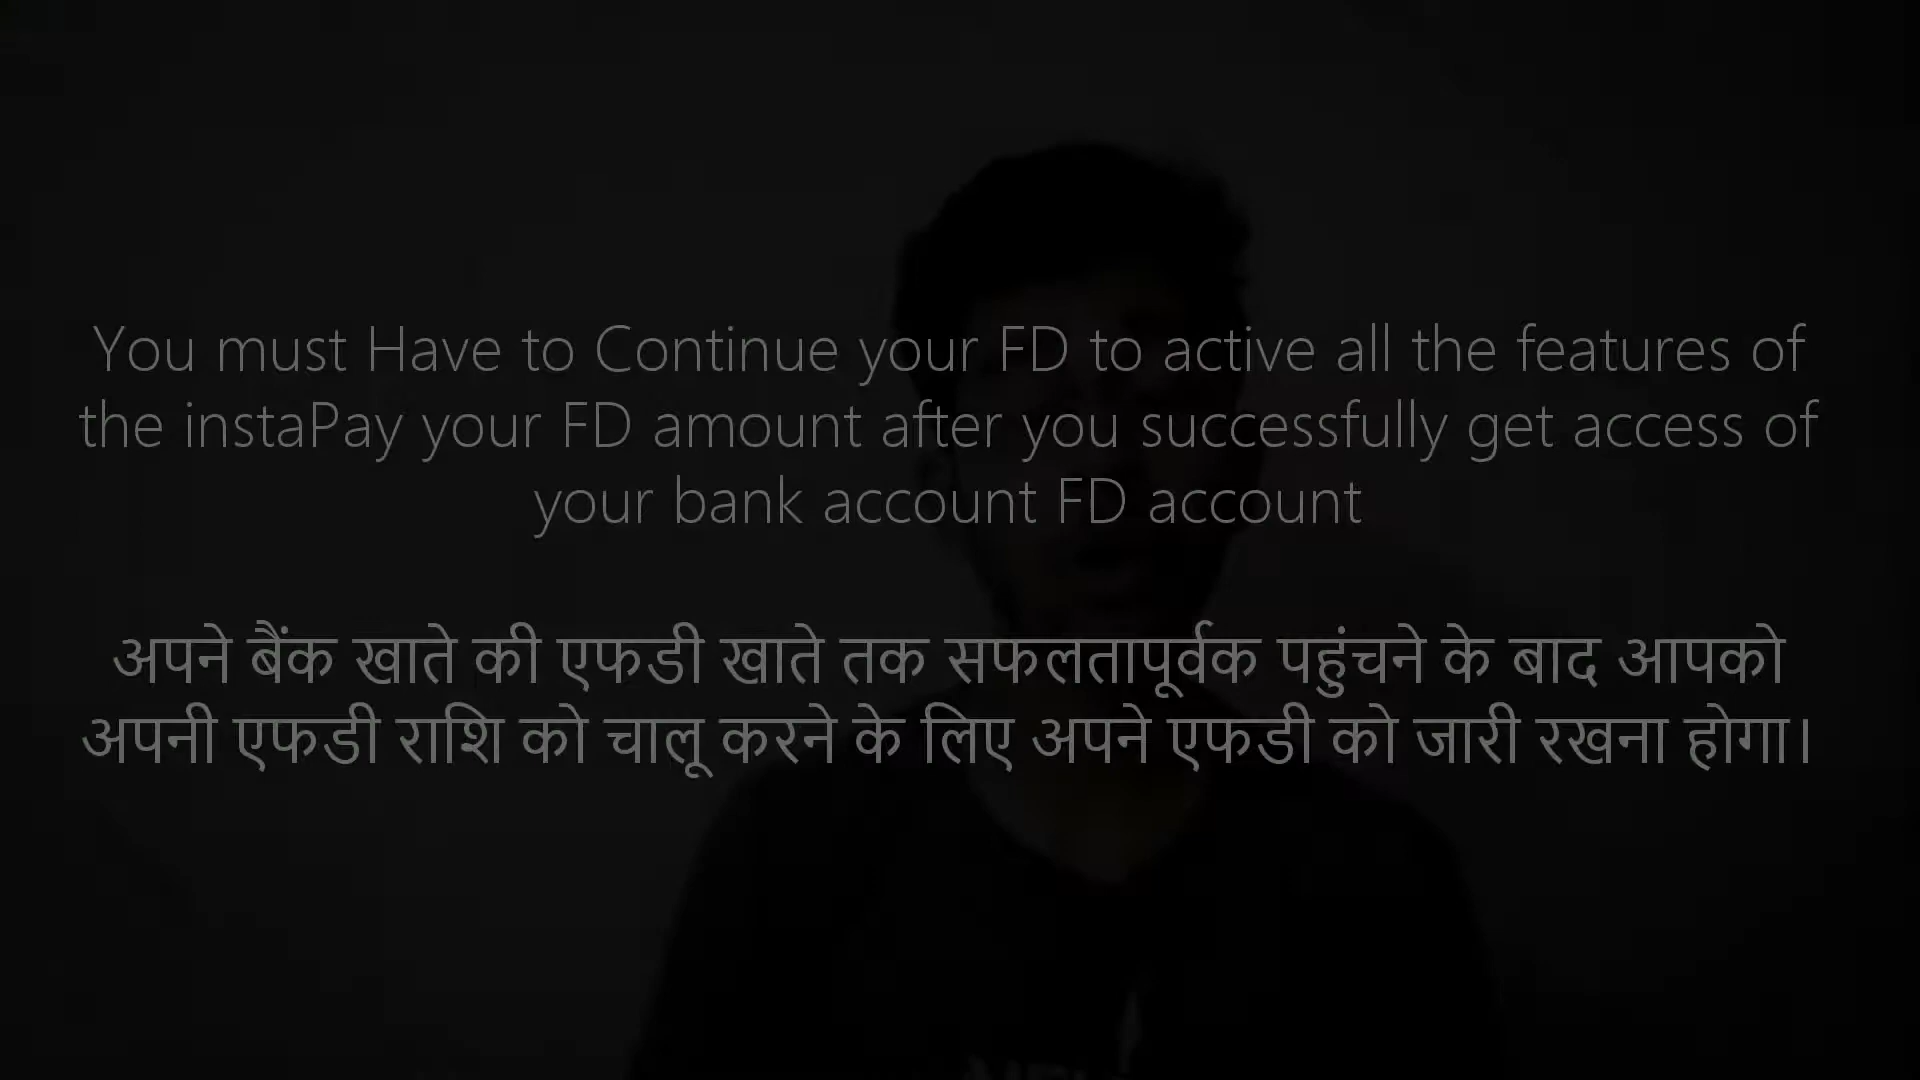 You must Have to Continue your FD to active all the features of
the instaPay your FD amount after you successfully get access of
your bank account FD account
अपने बैंक खाते की एफडी खाते तक सफलतापूर्वक पहुंचने के बाद आपको
अपनी एफडी राशि को चालू करने के लिए अपने एफडी को जारी रखना होगा।